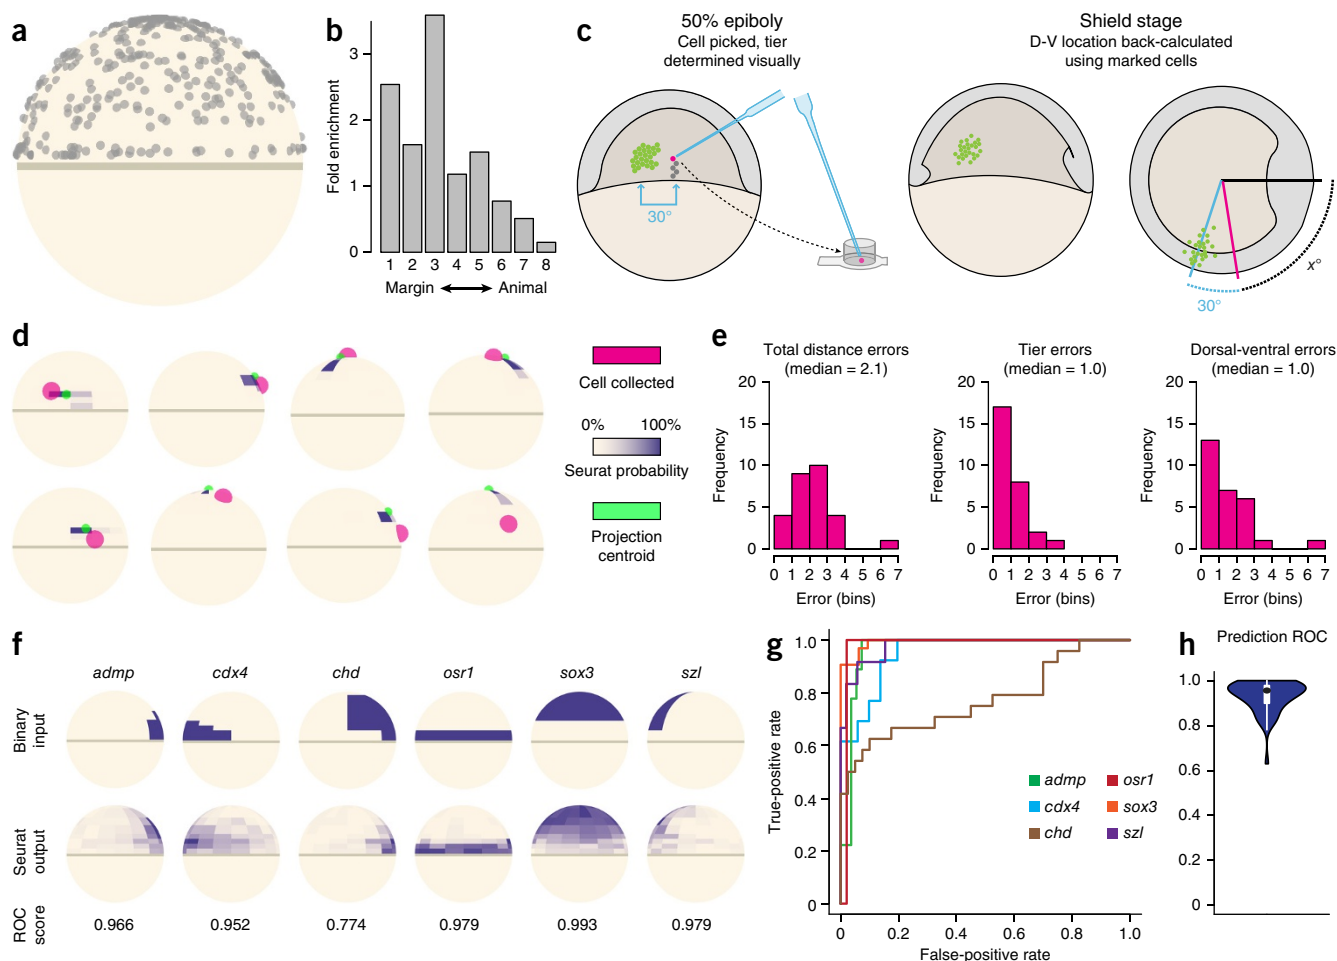 a
b
Fold enrichment
3
2
1
0
1 2 3 4 5 6 7 8
Margin Animal
c
50% epiboly
Cell picked, tier
determined visually
30°
Shield stage
D-V location back-calculated
using marked cells
x°
30°
d
Cell collected
0% 100%
Seurat probability
Projection
centroid
e
Total distance errors
(median = 2.1)
Frequency
20
15
10
5
0
0 1 2 3 4 5 6 7
Error (bins)
Tier errors
(median = 1.0)
Frequency
20
15
10
5
0
0 1 2 3 4 5 6 7
Error (bins)
Dorsal-ventral errors
(median = 1.0)
Frequency
20
15
10
5
0
0 1 2 3 4 5 6 7
Error (bins)
f
admp cdx4 chd osr1 sox3 szl
Binary
input
Seurat
output
ROC
score
0.966 0.952 0.774 0.979 0.993 0.979
g
True-positive rate
1.0
0.8
0.6
0.4
0.2
0
0 0.2 0.4 0.6 0.8 1.0
False-positive rate
admp osr1
cdx4 sox3
chd szl
h
Prediction ROC
1.0
0.8
0.6
0.4
0.2
0